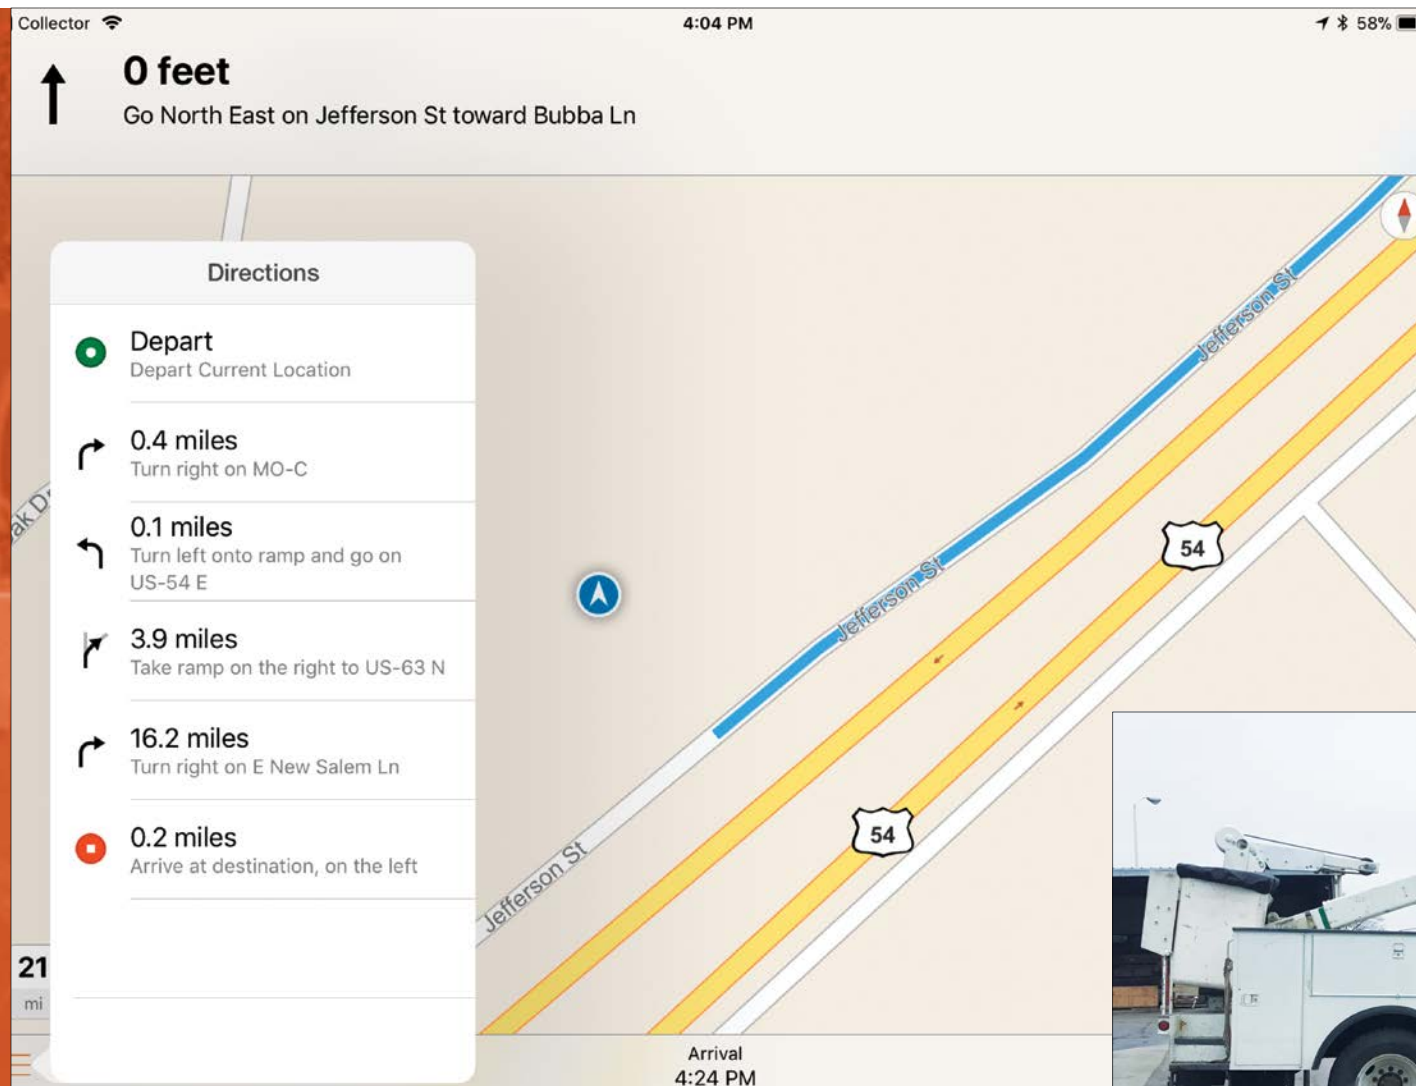 Collector
4:04 PM
58%
0 feet
Go North East on Jefferson St toward Bubba Ln
Directions
Depart
Depart Current Location
0.4 miles
Turn right on MO-C
0.1 miles
Turn left onto ramp and go on
US-54 E
3.9 miles
Take ramp on the right to US-63 N
16.2 miles
Turn right on E New Salem Ln
0.2 miles
Arrive at destination, on the left
Jefferson St
Jefferson St
54
54
Jefferson St
21
mi
Arrival
4:24 PM